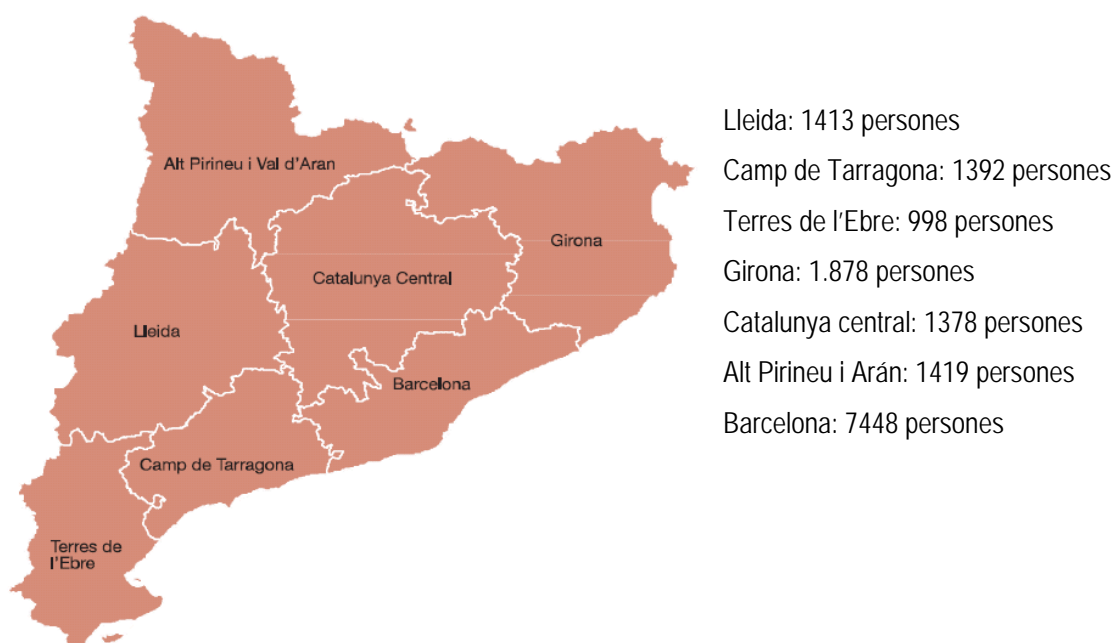 Alt Pirineu i Val d'Aran
Girona
Catalunya Central
Lleida
Barcelona
Camp de Tarragona
Terres de
l'Ebre
Lleida: 1413 persones
Camp de Tarragona: 1392 persones
Terres de l'Ebre: 998 persones
Girona: 1.878 persones
Catalunya central: 1378 persones
Alt Pirineu i Arán: 1419 persones
Barcelona: 7448 persones